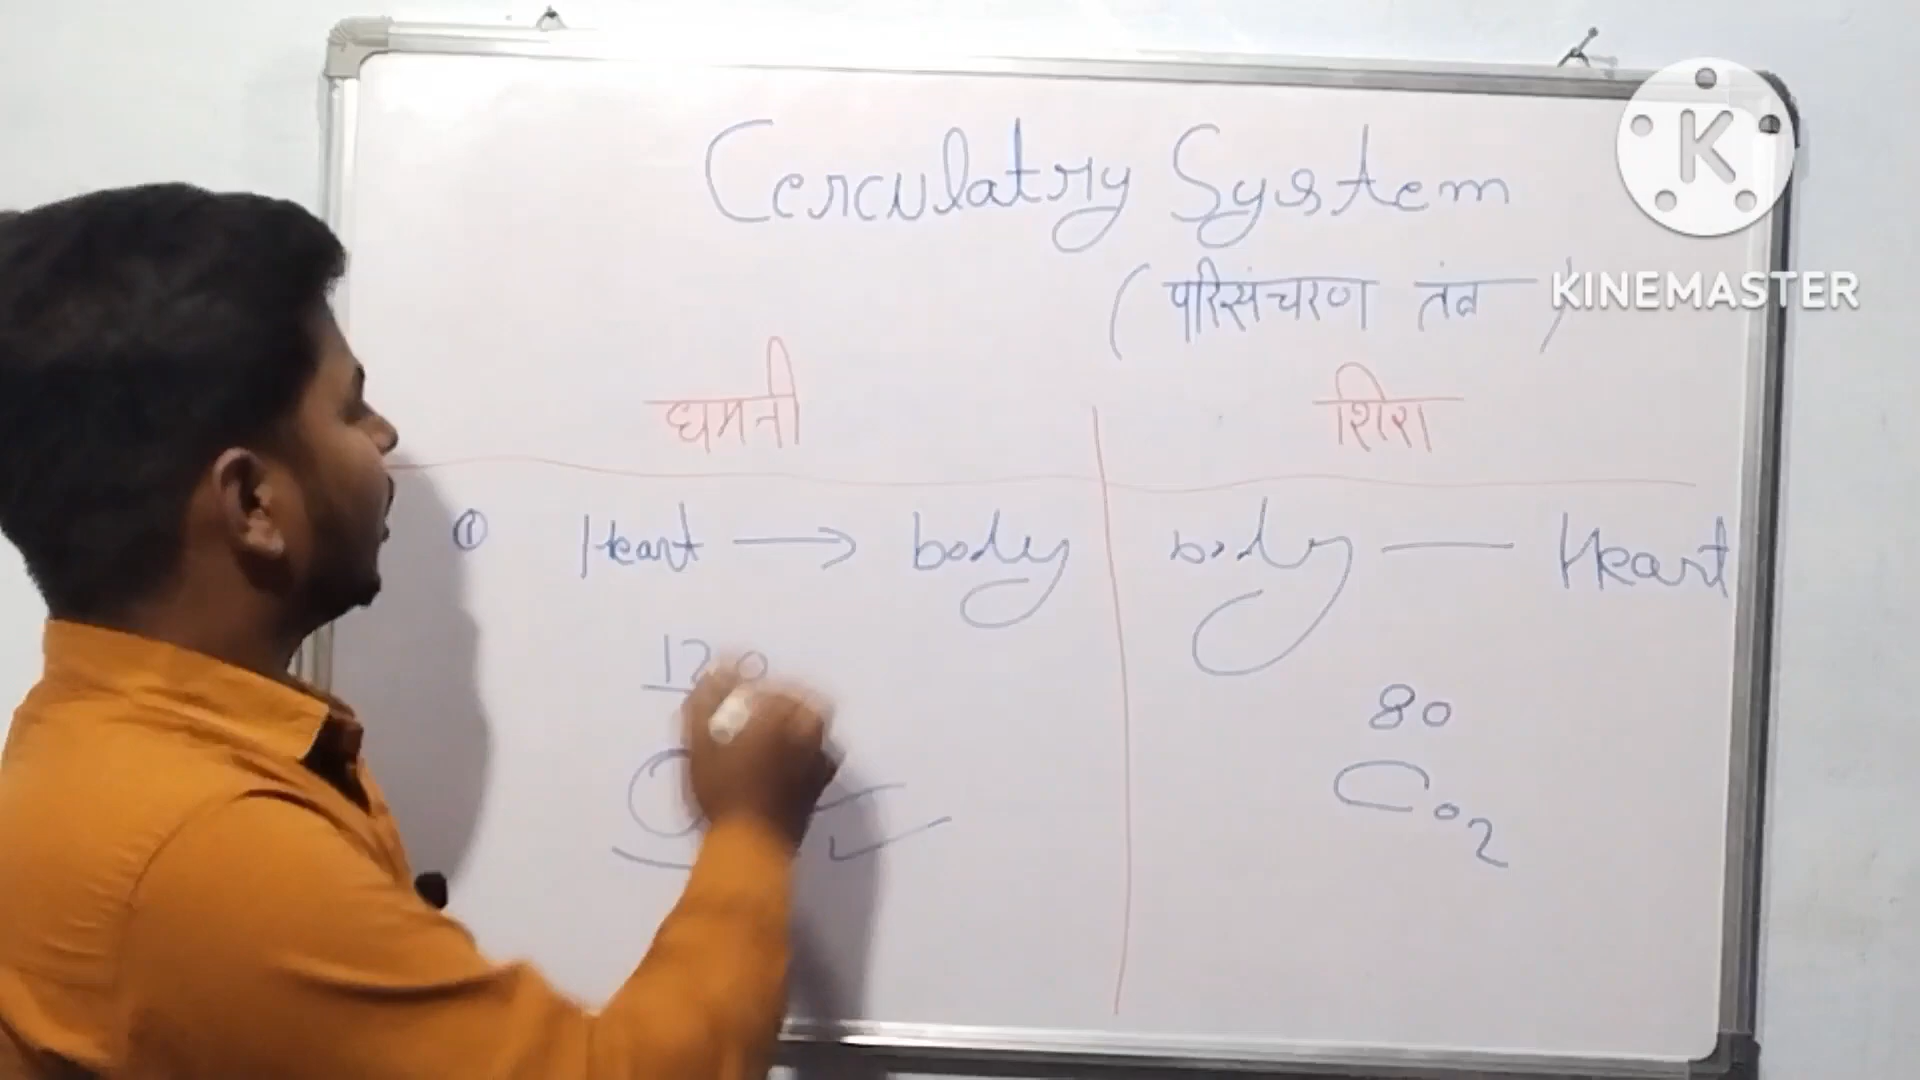 Cerculatry System
(परिसंचरण तंत्र)
KINEMASTER
धमनी
शिरा
① Heart → body
body — Heart
120
80
Co2